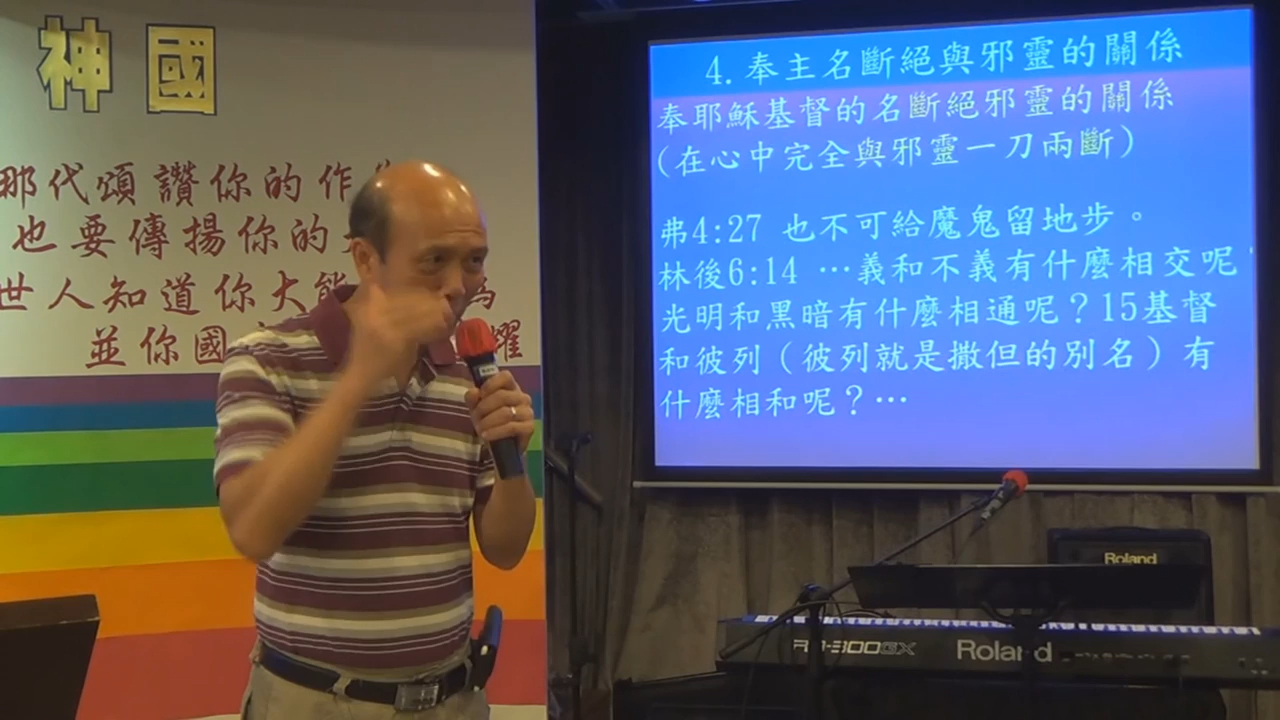 神國
那代頌讚你的作
也要傳揚你的
世人知道你大能
並你國 耀
4.奉主名斷絕與邪靈的關係
奉耶穌基督的名斷絕邪靈的關係
(在心中完全與邪靈一刀兩斷)
弗4:27 也不可給魔鬼留地步。
林後6:14 …義和不義有什麼相交呢
光明和黑暗有什麼相通呢？15基督
和彼列（彼列就是撒但的別名）有
什麼相和呢？…
Roland
RD-300GX Roland